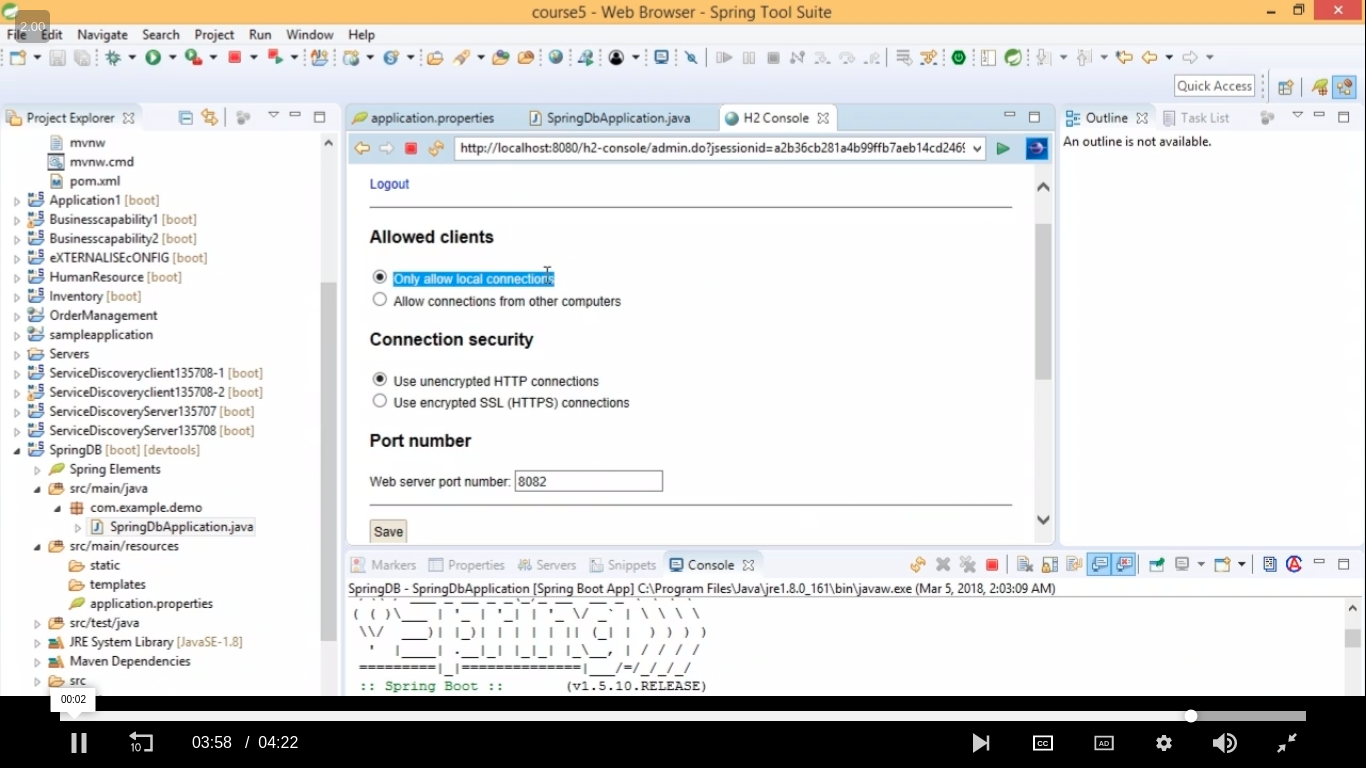 course5 - Web Browser - Spring Tool Suite
2.00
File Edit Navigate Search Project Run Window Help
Quick Access
Project Explorer
mvnw
mvnw.cmd
pom.xml
Application1 [boot]
Businesscapability1 [boot]
Businesscapability2 [boot]
eXTERNALISEcONFIG [boot]
HumanResource [boot]
Inventory [boot]
OrderManagement
sampleapplication
Servers
ServiceDiscoveryclient135708-1 [boot]
ServiceDiscoveryclient135708-2 [boot]
ServiceDiscoveryServer135707 [boot]
ServiceDiscoveryServer135708 [boot]
SpringDB [boot] [devtools]
Spring Elements
src/main/java
com.example.demo
SpringDbApplication.java
src/main/resources
static
templates
application.properties
src/test/java
JRE System Library [JavaSE-1.8]
Maven Dependencies
src
application.properties SpringDbApplication.java H2 Console
http://localhost:8080/h2-console/admin.do?jsessionid=a2b36cb281a4b99ffb7aeb14cd2469
Logout
Allowed clients
Only allow local connections
Allow connections from other computers
Connection security
Use unencrypted HTTP connections
Use encrypted SSL (HTTPS) connections
Port number
Web server port number: 8082
Save
Outline Task List
An outline is not available.
Markers Properties Servers Snippets Console
SpringDB - SpringDbApplication [Spring Boot App] C:\Program Files\Java\jre1.8.0_161\bin\javaw.exe (Mar 5, 2018, 2:03:09 AM)
:: Spring Boot :: (v1.5.10.RELEASE)
00:02
10
03:58 / 04:22
CC
AD